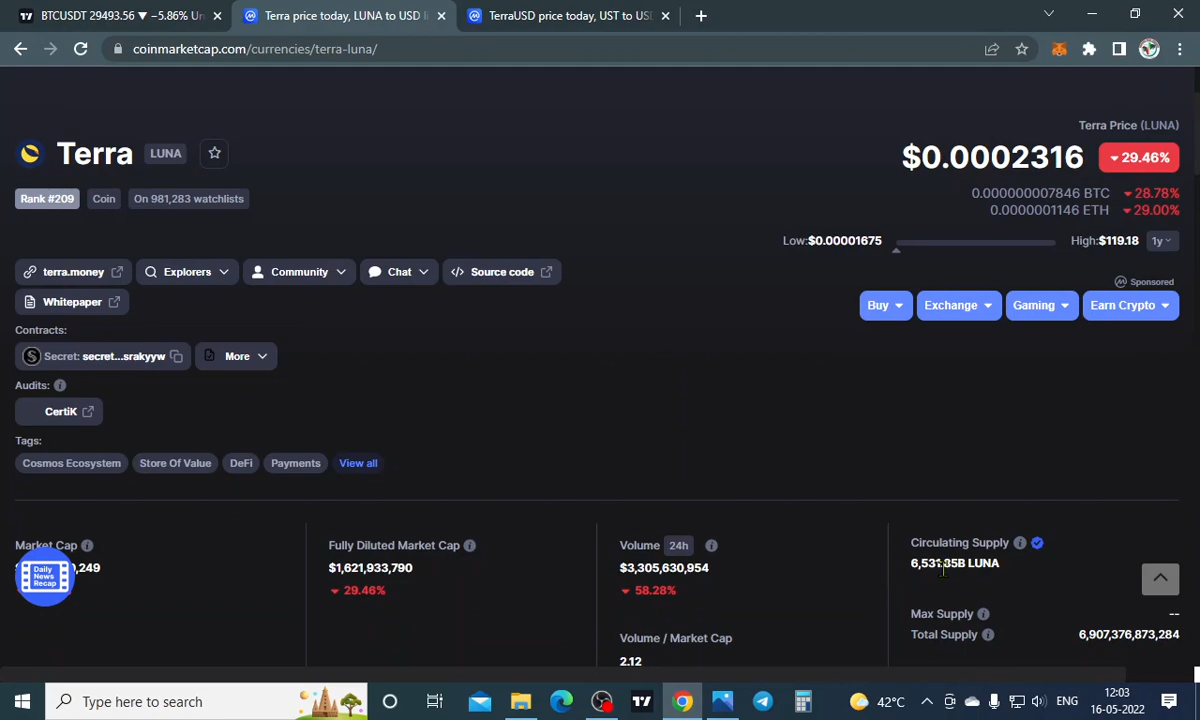 BTCUSDT 29493.56 ▼ −5.86% Un
Terra price today, LUNA to USD li
TerraUSD price today, UST to USD
coinmarketcap.com/currencies/terra-luna/
Terra LUNA
Rank #209 Coin On 981,283 watchlists
Terra Price (LUNA)
$0.0002316 29.46%
0.000000007846 BTC 28.78%
0.0000001146 ETH 29.00%
Low:$0.00001675 High:$119.18 1y
terra.money Explorers Community Chat Source code
Whitepaper
Sponsored
Buy Exchange Gaming Earn Crypto
Contracts:
Secret: secret...srakyyw More
Audits:
CertiK
Tags:
Cosmos Ecosystem Store Of Value DeFi Payments View all
Market Cap
,249
Daily
News
Recap
Fully Diluted Market Cap
$1,621,933,790
29.46%
Volume 24h
$3,305,630,954
58.28%
Volume / Market Cap
2.12
Circulating Supply
LUNA
Max Supply --
Total Supply 6,907,376,873,284
Type here to search
42°C
ENG
12:03
16-05-2022